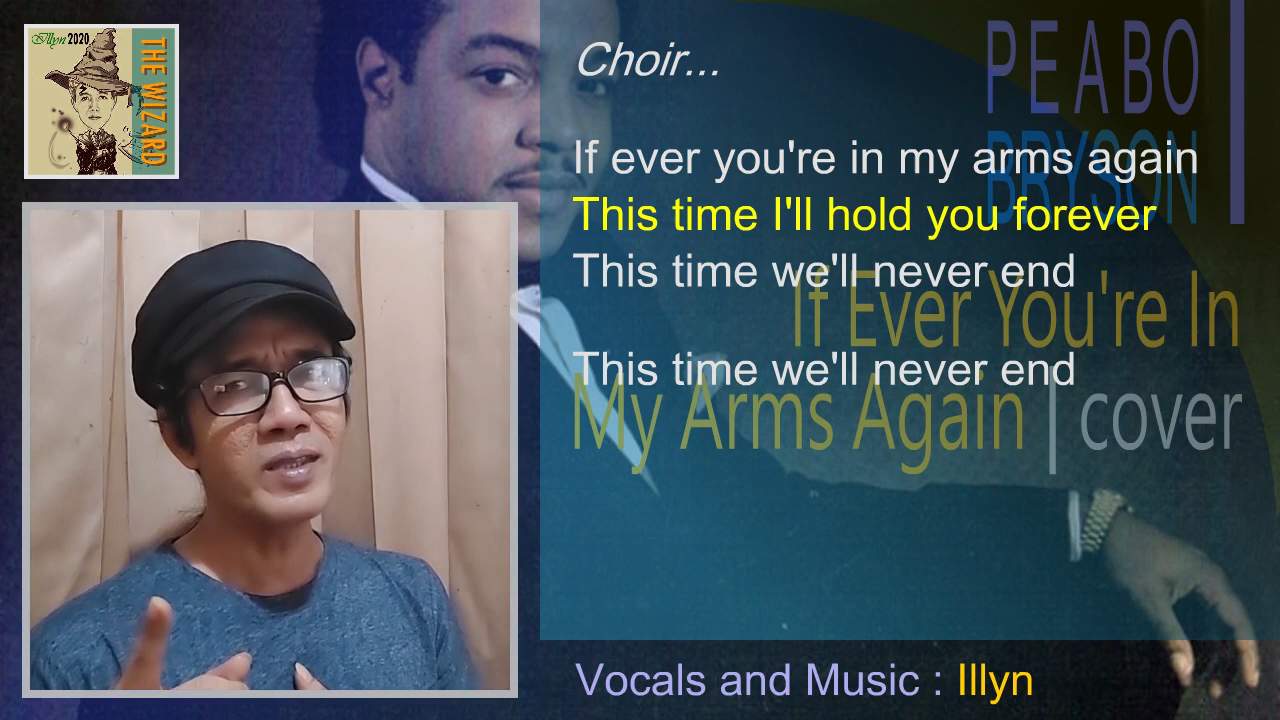 Illyn 2020
THE WIZARD
PEABO
BRYSON
Choir...
If ever you're in my arms again
This time I'll hold you forever
This time we'll never end
This time we'll never end
If Ever You're In
My Arms Again | cover
Vocals and Music : Illyn